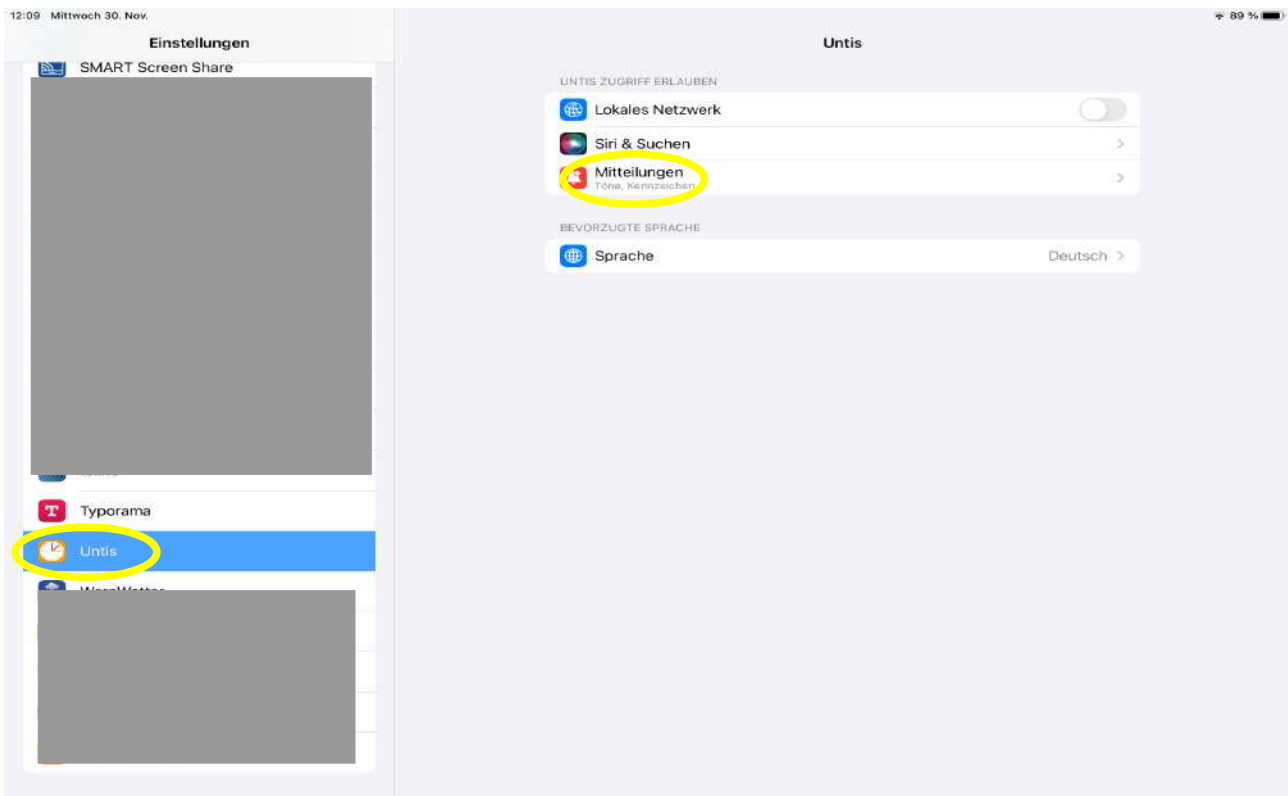 12:09 Mittwoch 30. Nov.
89 %
Einstellungen
SMART Screen Share
Typorama
Untis
WarnWetter
Untis
UNTIS ZUGRIFF ERLAUBEN
Lokales Netzwerk
Siri & Suchen
Mitteilungen
Töne, Kennzeichen
BEVORZUGTE SPRACHE
Sprache
Deutsch